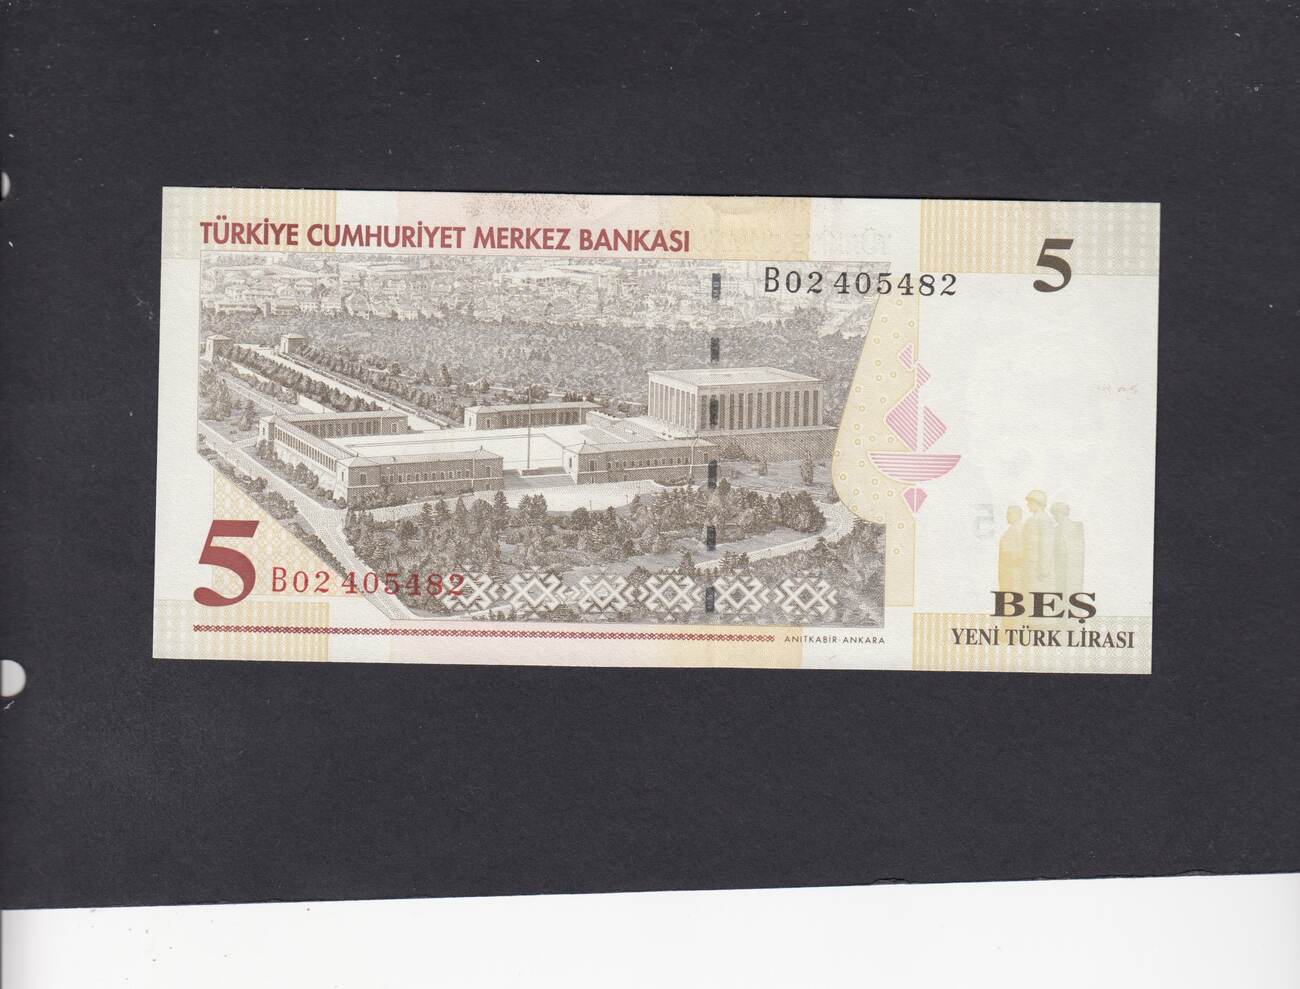 TÜRKİYE CUMHURİYET MERKEZ BANKASI
5
B02 405482
5
B02 405482
BEŞ
YENİ TÜRK LİRASI
ANITKABİR-ANKARA